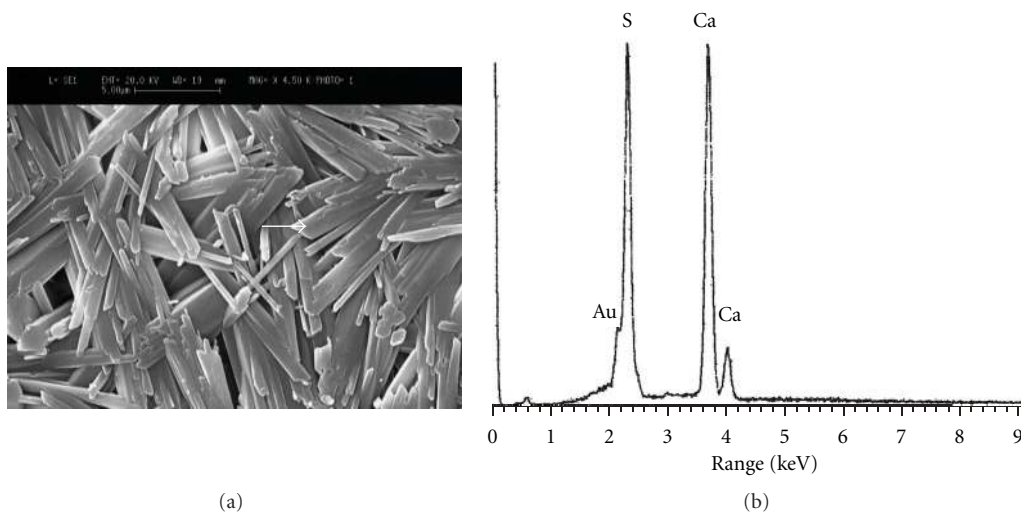 L= SE1 EHT= 20.0 KV WD= 19 mm MAG= X 4.50 K PHOTO= 1
5.00µm
S
Ca
Au
Ca
0 1 2 3 4 5 6 7 8 9
Range (keV)
(a)
(b)